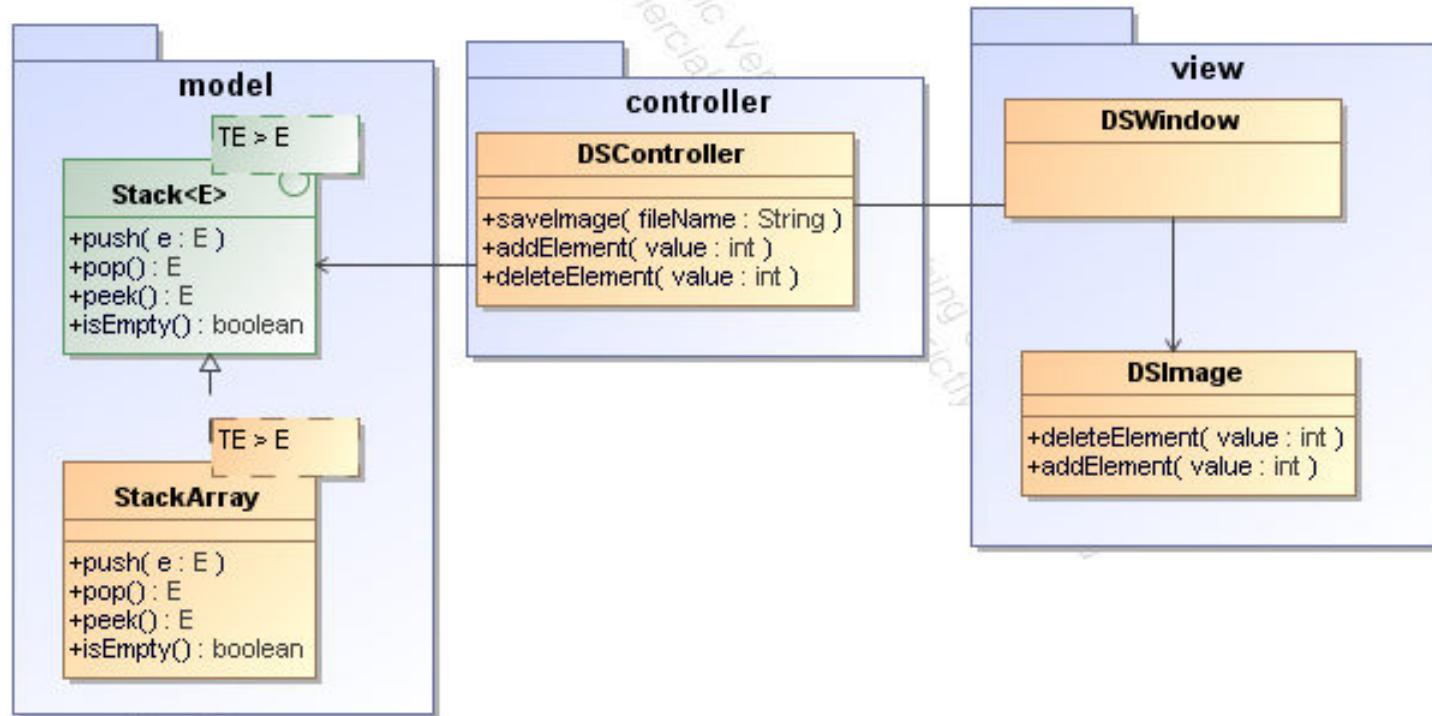 model
TE > E
Stack<E>
+push( e : E )
+pop() : E
+peek() : E
+isEmpty() : boolean
TE > E
StackArray
+push( e : E )
+pop() : E
+peek() : E
+isEmpty() : boolean
controller
DSController
+saveImage( fileName : String )
+addElement( value : int )
+deleteElement( value : int )
view
DSWindow
DSImage
+deleteElement( value : int )
+addElement( value : int )